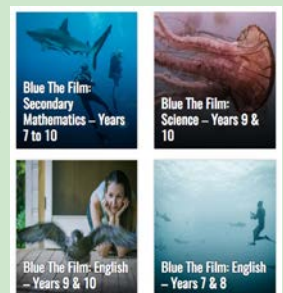 Blue The Film:
Secondary
Mathematics – Years
7 to 10
Blue The Film:
Science – Years 9 &
10
Blue The Film: English
– Years 9 & 10
Blue The Film: English
– Years 7 & 8